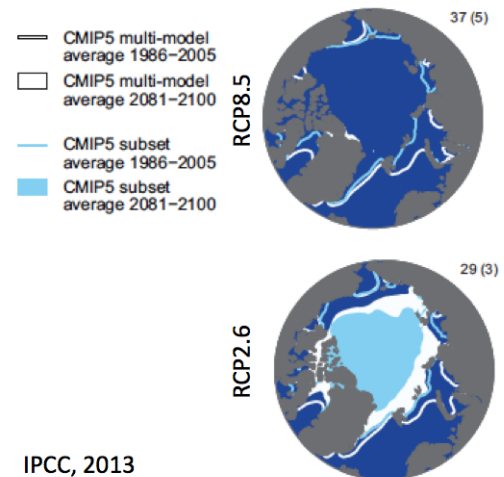 CMIP5 multi-model
average 1986−2005
CMIP5 multi-model
average 2081−2100
CMIP5 subset
average 1986−2005
CMIP5 subset
average 2081−2100
RCP8.5
37 (5)
RCP2.6
29 (3)
IPCC, 2013